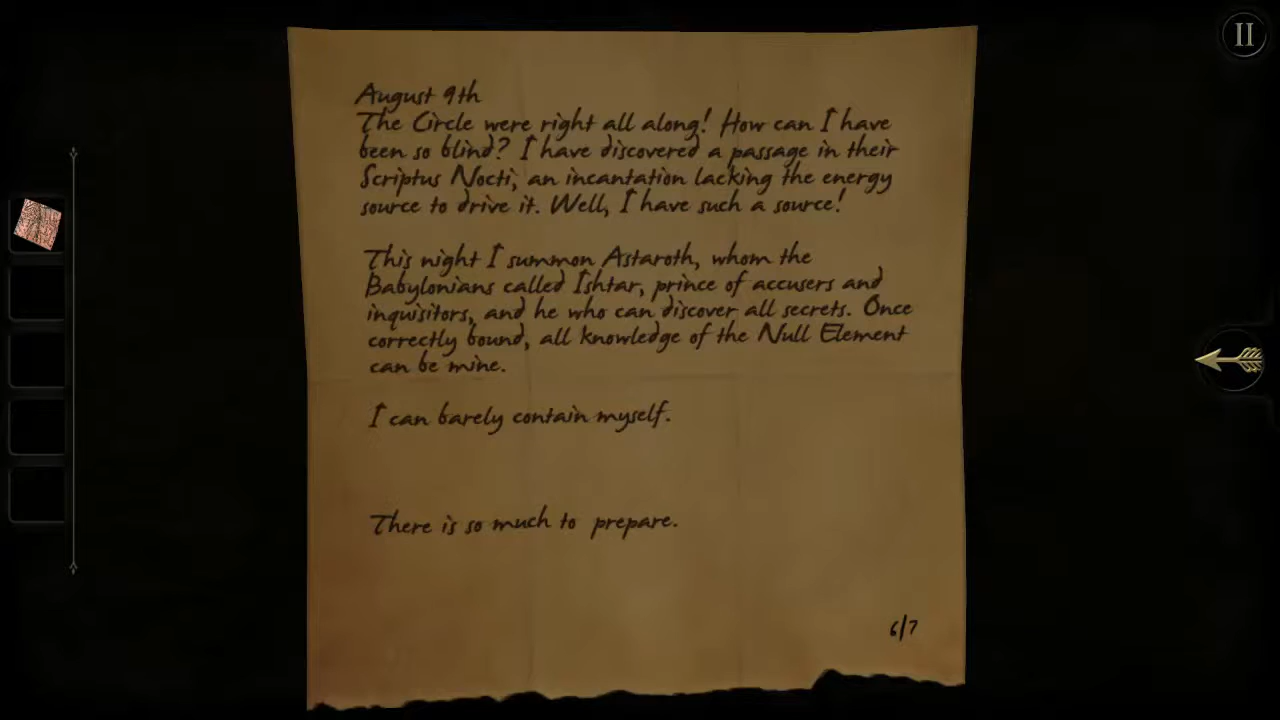 August 9th
The Circle were right all along! How can I have
been so blind? I have discovered a passage in their
Scriptus Nocti, an incantation lacking the energy
source to drive it. Well, I have such a source!
This night I summon Astaroth, whom the
Babylonians called Ishtar, prince of accusers and
inquisitors, and he who can discover all secrets. Once
correctly bound, all knowledge of the Null Element
can be mine.
I can barely contain myself.
There is so much to prepare.
6/7
II